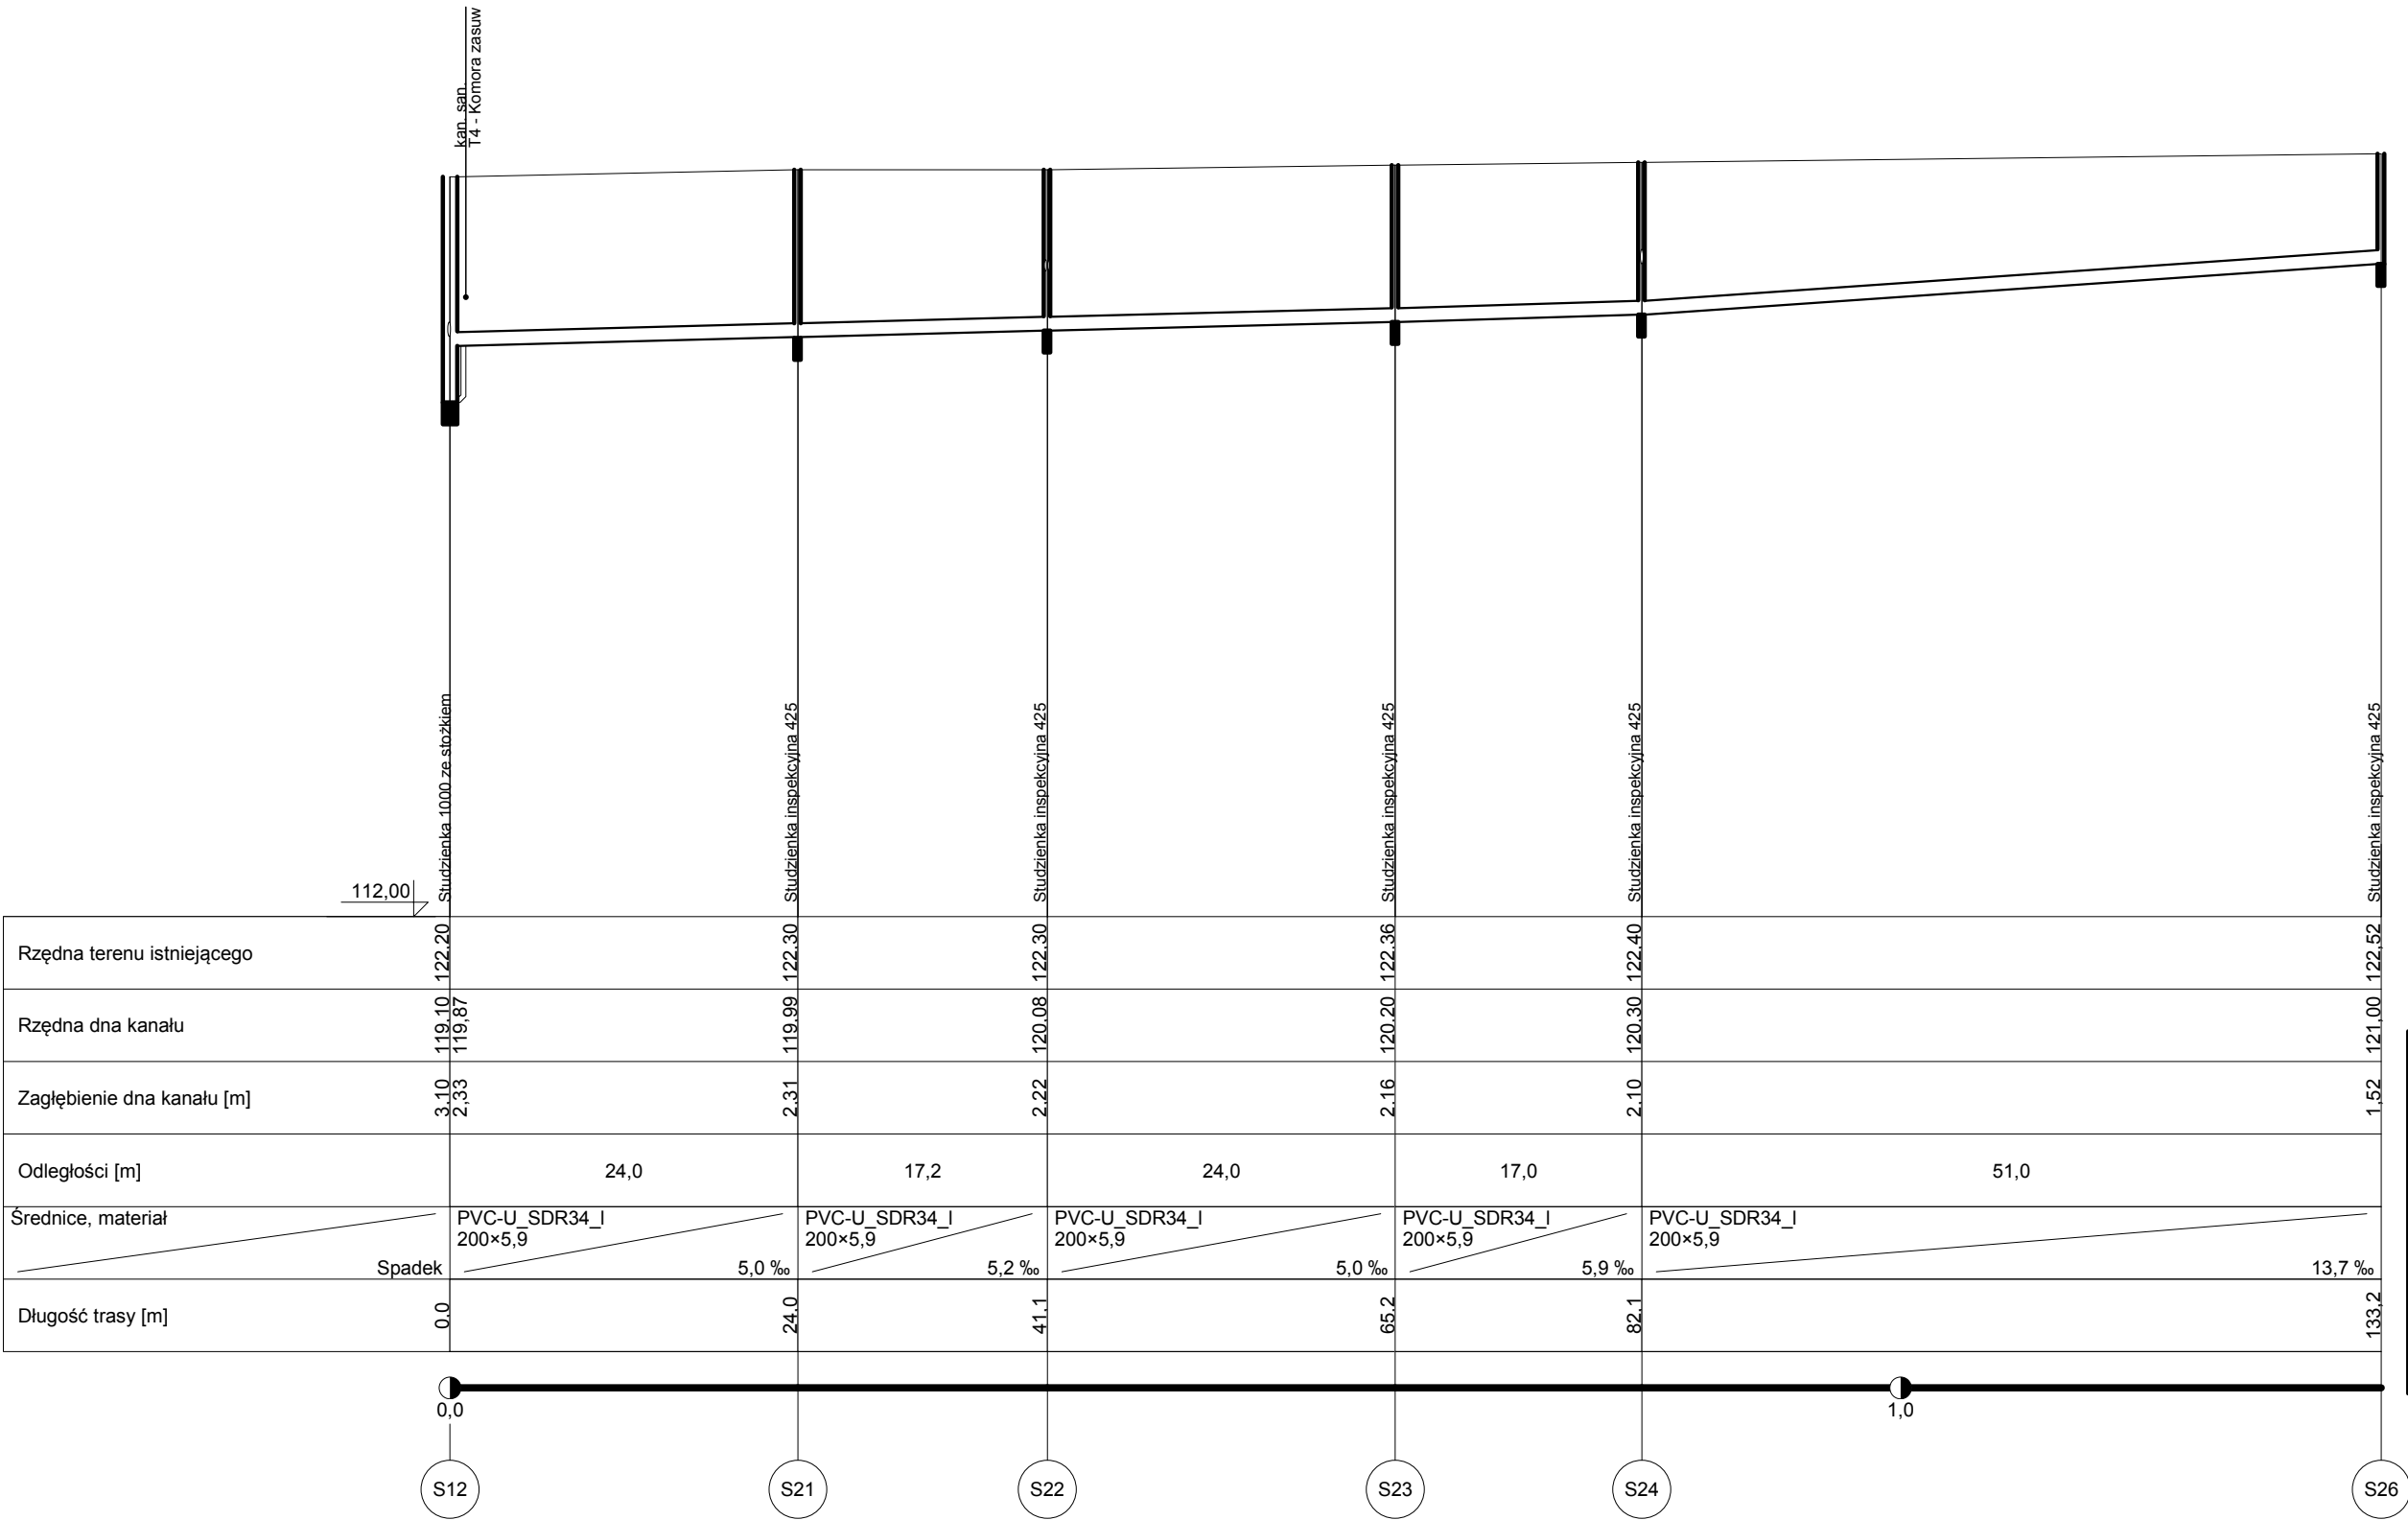 kan. san.
T4 - Komora zasuw
Studzienka 1000 ze stożkiem
Studzienka inspekcyjna 425
Studzienka inspekcyjna 425
Studzienka inspekcyjna 425
Studzienka inspekcyjna 425
Studzienka inspekcyjna 425
112,00
Rzędna terenu istniejącego
122.20
122.30
122.30
122.36
122.40
122,52
Rzędna dna kanału
119.10
119,87
119.99
120.08
120.20
120.30
121,00
Zagłębienie dna kanału [m]
3.10
2,33
2.31
2.22
2.16
2.10
1,52
Odległości [m]
24,0
17,2
24,0
17,0
51,0
Średnice, materiał
Spadek
PVC-U_SDR34_I
200×5,9
5,0 ‰
PVC-U_SDR34_I
200×5,9
5,2 ‰
PVC-U_SDR34_I
200×5,9
5,0 ‰
PVC-U_SDR34_I
200×5,9
5,9 ‰
PVC-U_SDR34_I
200×5,9
13,7 ‰
Długość trasy [m]
0.0
24.0
41.1
65.2
82.1
133,2
0,0
1,0
S12
S21
S22
S23
S24
S26